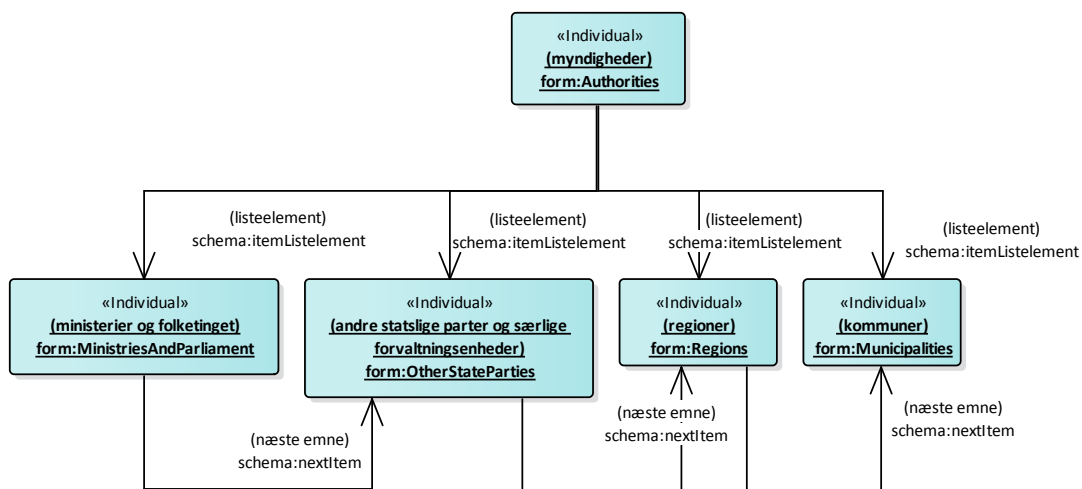 «Individual»
(myndigheder)
form:Authorities
(listeelement)
schema:itemListelement
(listeelement)
schema:itemListelement
(listeelement)
schema:itemListelement
(listeelement)
schema:itemListelement
«Individual»
(ministerier og folketinget)
form:MinistriesAndParliament
«Individual»
(andre statslige parter og særlige
forvaltningsenheder)
form:OtherStateParties
«Individual»
(regioner)
form:Regions
«Individual»
(kommuner)
form:Municipalities
(næste emne)
schema:nextItem
(næste emne)
schema:nextItem
(næste emne)
schema:nextItem